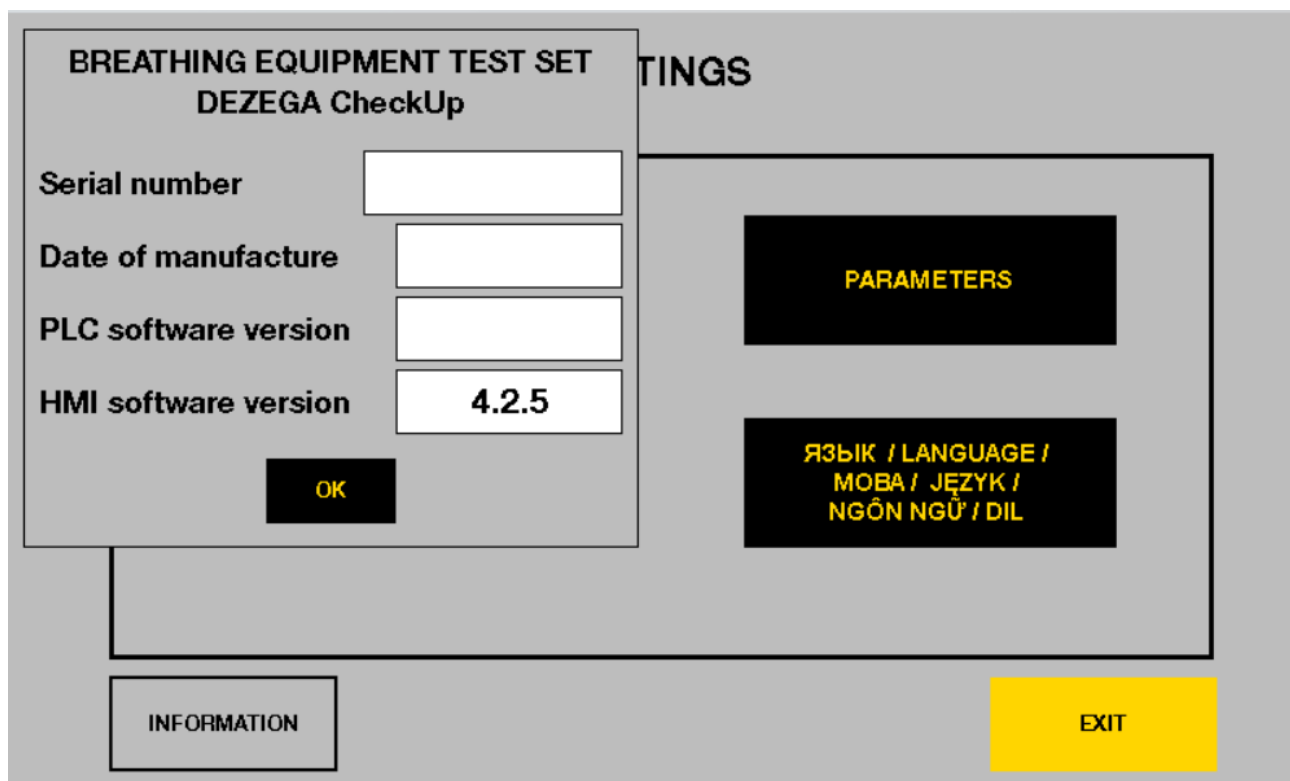 BREATHING EQUIPMENT TEST SET
DEZEGA CheckUp
TINGS
Serial number
Date of manufacture
PLC software version
HMI software version 4.2.5
OK
PARAMETERS
ЯЗЫК / LANGUAGE /
МОВА / JĘZYK /
NGÔN NGỮ / DIL
INFORMATION
EXIT